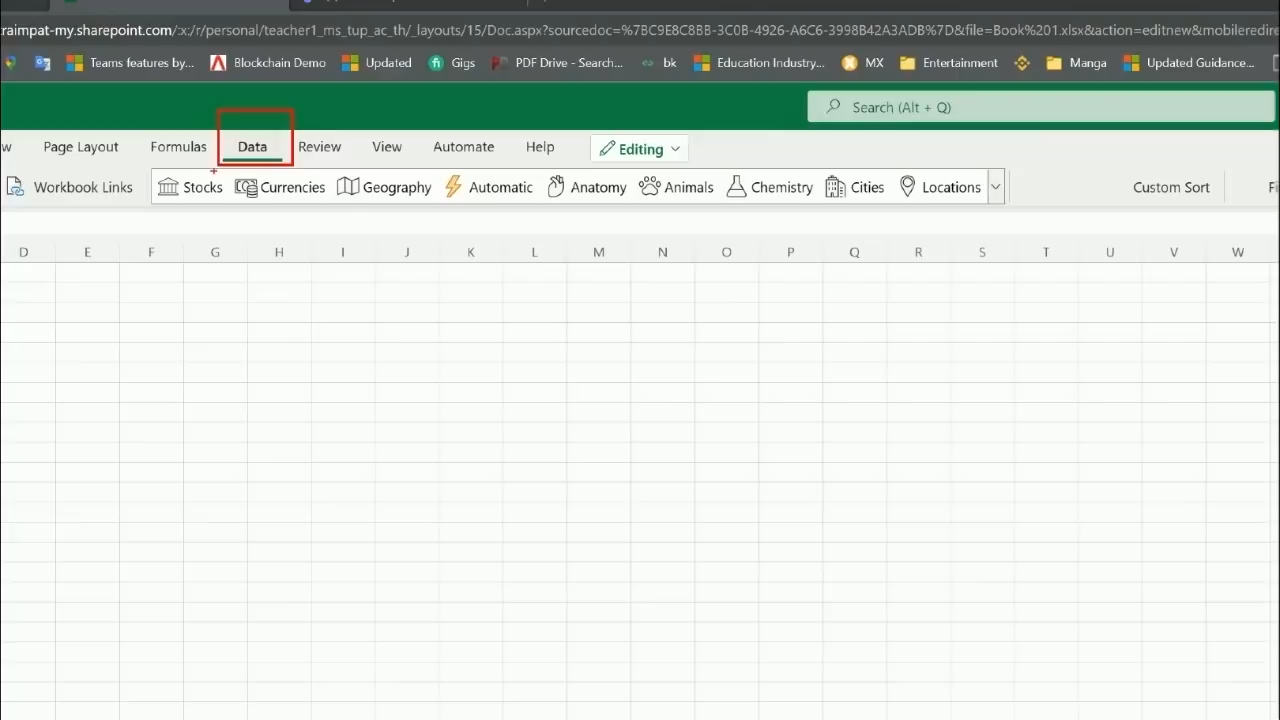 raimpat-my.sharepoint.com/:x:/r/personal/teacher1_ms_tup_ac_th/_layouts/15/Doc.aspx?sourcedoc=%7BC9E8C8BB-3C0B-4926-A6C6-3998B42A3ADB%7D&file=Book%201.xlsx&action=editnew&mobileredire
Teams features by... Blockchain Demo Updated Gigs PDF Drive - Search... bk Education Industry... MX Entertainment Manga Updated Guidance...
Search (Alt + Q)
w Page Layout Formulas Data Review View Automate Help Editing
Workbook Links Stocks Currencies Geography Automatic Anatomy Animals Chemistry Cities Locations Custom Sort Fi
D E F G H I J K L M N O P Q R S T U V W